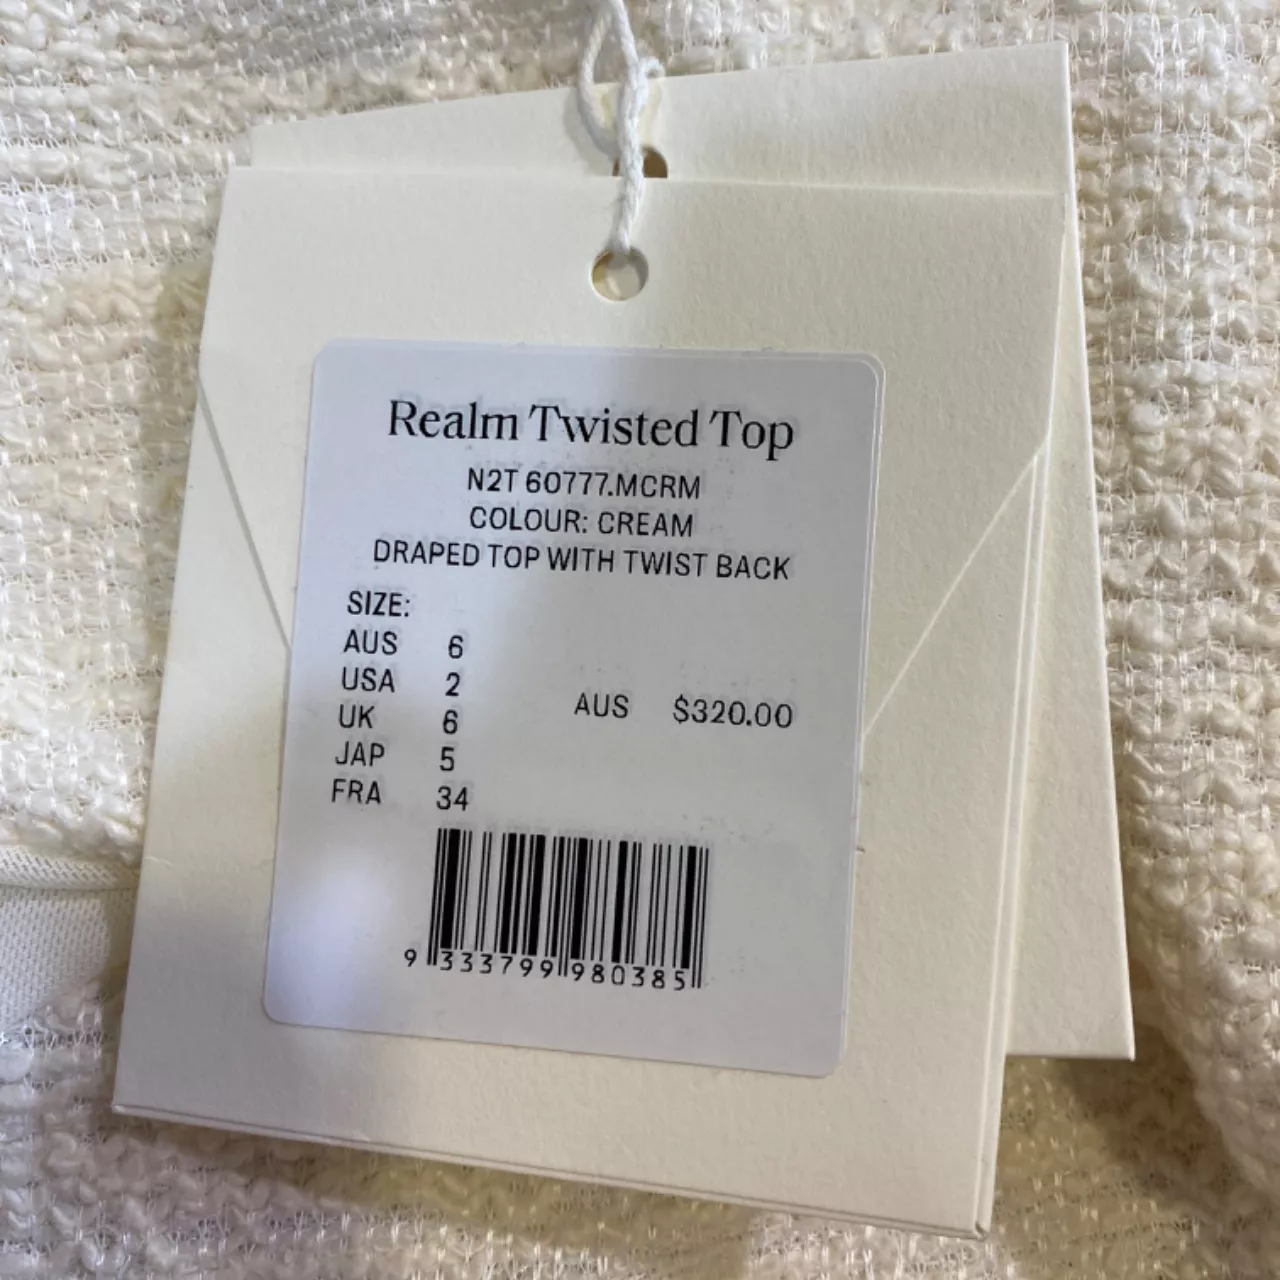 Realm Twisted Top
N2T 60777.MCRM
COLOUR: CREAM
DRAPED TOP WITH TWIST BACK
SIZE:
AUS 6
USA 2
UK 6
JAP 5
FRA 34
AUS $320.00
9 333799 980385